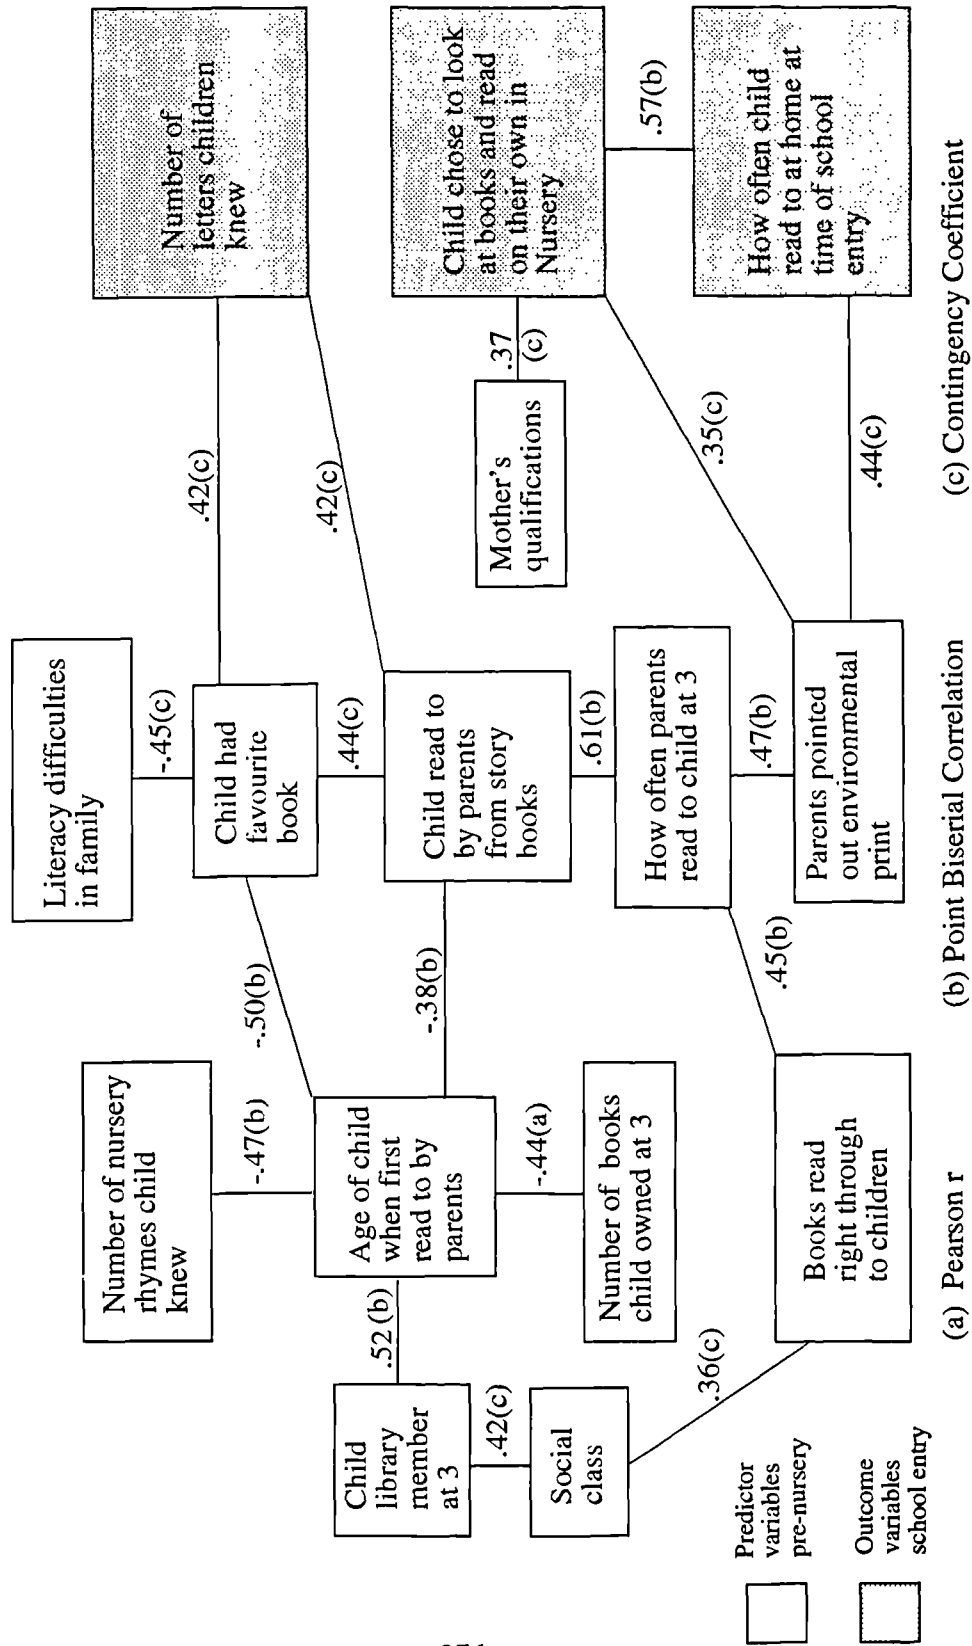 Literacy difficulties
in family
Number of
letters children
knew
Number of nursery
rhymes child
knew
-.45(c)
.42(c)
-.47(b)
-.50(b)
Child had
favourite
book
.44(c)
.42(c)
Child
library
member
at 3
.52(b)
Age of child
when first
read to by
parents
-.38(b)
Child read to
by parents
from story
books
Child chose to look
at books and read
on their own in
Nursery
.37
(c)
Mother's
qualifications
.42(c)
-.44(a)
.61(b)
.57(b)
Social
class
Number of books
child owned at 3
How often parents
read to child at 3
.35(c)
.36(c)
.45(b)
.47(b)
How often child
read to at home at
time of school
entry
Books read
right through
to children
Parents pointed
out environmental
print
.44(c)
Predictor
variables
pre-nursery
Outcome
variables
school entry
(a) Pearson r
(b) Point Biserial Correlation
(c) Contingency Coefficient